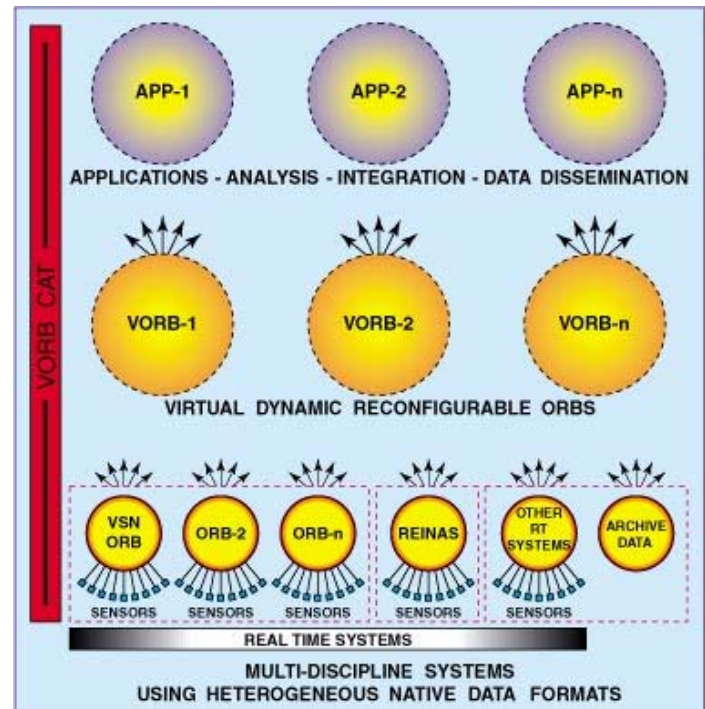 VORB CAT
APP-1 APP-2 APP-n
APPLICATIONS - ANALYSIS - INTEGRATION - DATA DISSEMINATION
VORB-1 VORB-2 VORB-n
VIRTUAL DYNAMIC RECONFIGURABLE ORBS
VSN
ORB
ORB-2
ORB-n
REINAS
OTHER
RT
SYSTEMS
ARCHIVE
DATA
SENSORS SENSORS SENSORS SENSORS SENSORS
REAL TIME SYSTEMS
MULTI-DISCIPLINE SYSTEMS
USING HETEROGENEOUS NATIVE DATA FORMATS